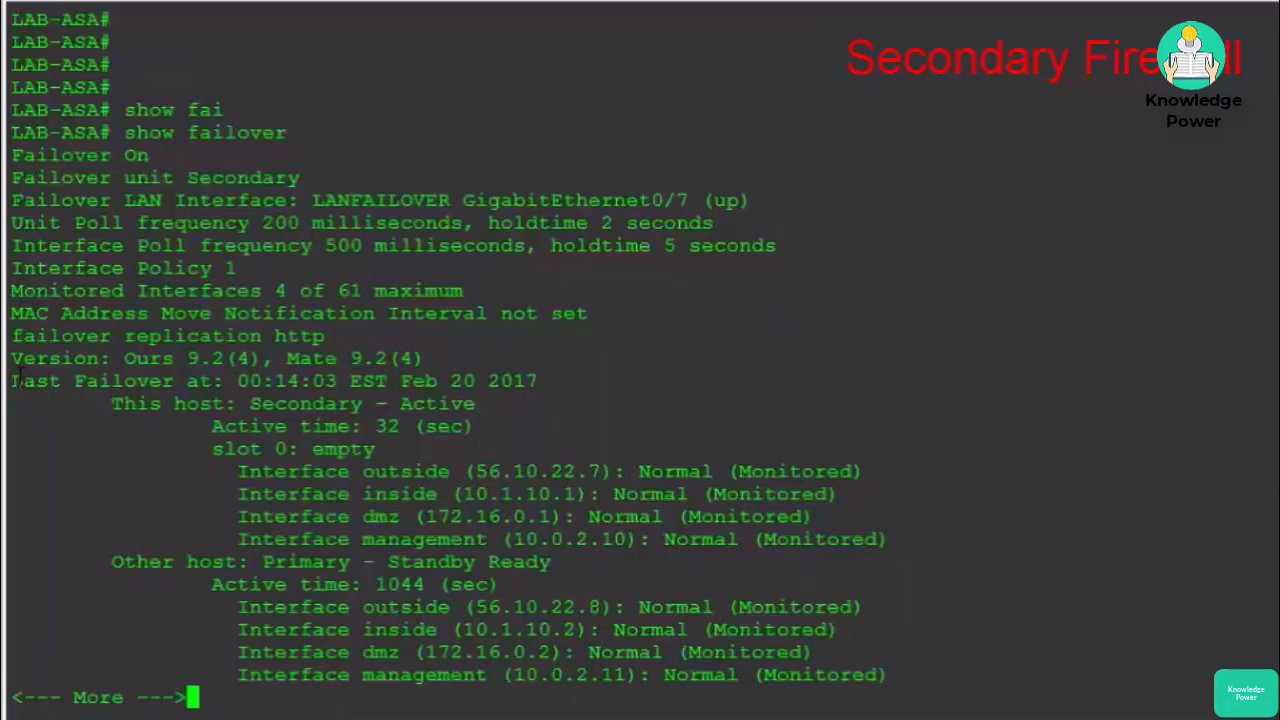 LAB-ASA#
LAB-ASA#
LAB-ASA#
LAB-ASA#
LAB-ASA# show fai
LAB-ASA# show failover
Failover On
Failover unit Secondary
Failover LAN Interface: LANFAILOVER GigabitEthernet0/7 (up)
Unit Poll frequency 200 milliseconds, holdtime 2 seconds
Interface Poll frequency 500 milliseconds, holdtime 5 seconds
Interface Policy 1
Monitored Interfaces 4 of 61 maximum
MAC Address Move Notification Interval not set
failover replication http
Version: Ours 9.2(4), Mate 9.2(4)
Last Failover at: 00:14:03 EST Feb 20 2017
This host: Secondary - Active
Active time: 32 (sec)
slot 0: empty
Interface outside (56.10.22.7): Normal (Monitored)
Interface inside (10.1.10.1): Normal (Monitored)
Interface dmz (172.16.0.1): Normal (Monitored)
Interface management (10.0.2.10): Normal (Monitored)
Other host: Primary - Standby Ready
Active time: 1044 (sec)
Interface outside (56.10.22.8): Normal (Monitored)
Interface inside (10.1.10.2): Normal (Monitored)
Interface dmz (172.16.0.2): Normal (Monitored)
Interface management (10.0.2.11): Normal (Monitored)
<--- More --->
Secondary
Knowledge
Power
Knowledge
Power